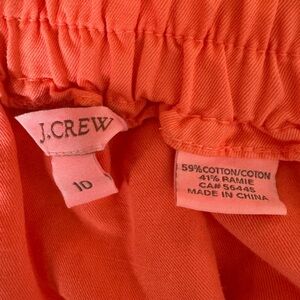 J.CREW
10
59%COTTON/COTON
41% RAMIE
CA# 56445
MADE IN CHINA